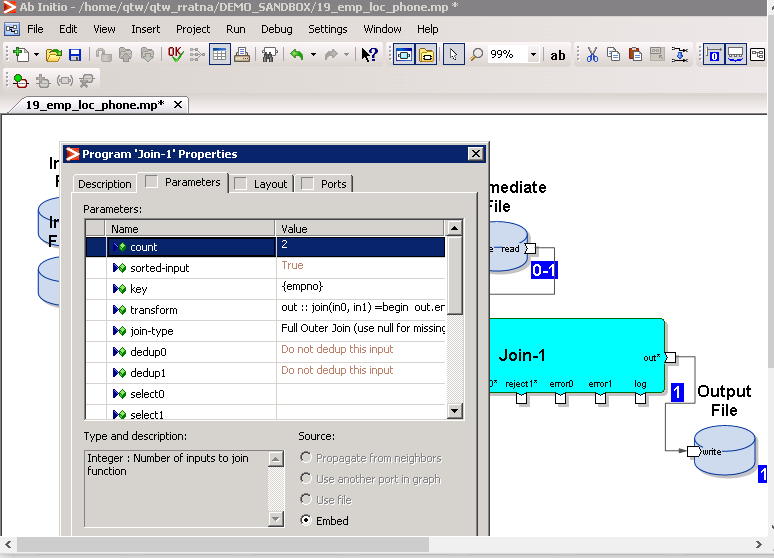 Ab Initio - /home/qtw/qtw_rratna/DEMO_SANDBOX/19_emp_loc_phone.mp *
File Edit View Insert Project Run Debug Settings Window Help
OK
99%
ab
19_emp_loc_phone.mp*
Program 'Join-1' Properties
Description Parameters Layout Ports
Parameters:
Name Value
count 2
sorted-input True
key {empno}
transform out :: join(in0, in1) =begin out.en
join-type Full Outer Join (use null for missing
dedup0 Do not dedup this input
dedup1 Do not dedup this input
select0
select1
Type and description:
Integer : Number of inputs to join
function
Source:
Propagate from neighbors
Use another port in graph
Use file
Embed
In
F
In
F
mediate
File
e read
0-1
Join-1
out*
0* reject1* error0 error1 log
1
Output
File
write
1